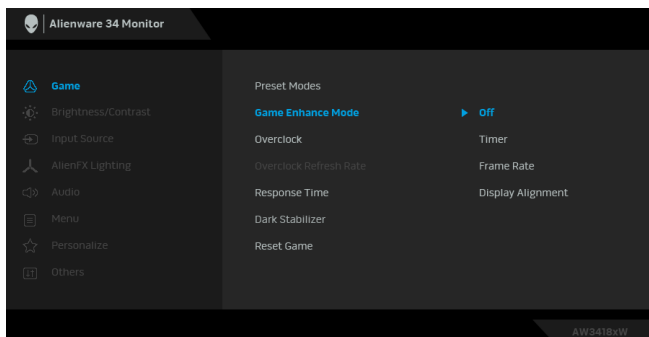 Alienware 34 Monitor
Game
Brightness/Contrast
Input Source
AlienFX Lighting
Audio
Menu
Personalize
Others
Preset Modes
Game Enhance Mode
Overclock
Overclock Refresh Rate
Response Time
Dark Stabilizer
Reset Game
Off
Timer
Frame Rate
Display Alignment
AW3418xW